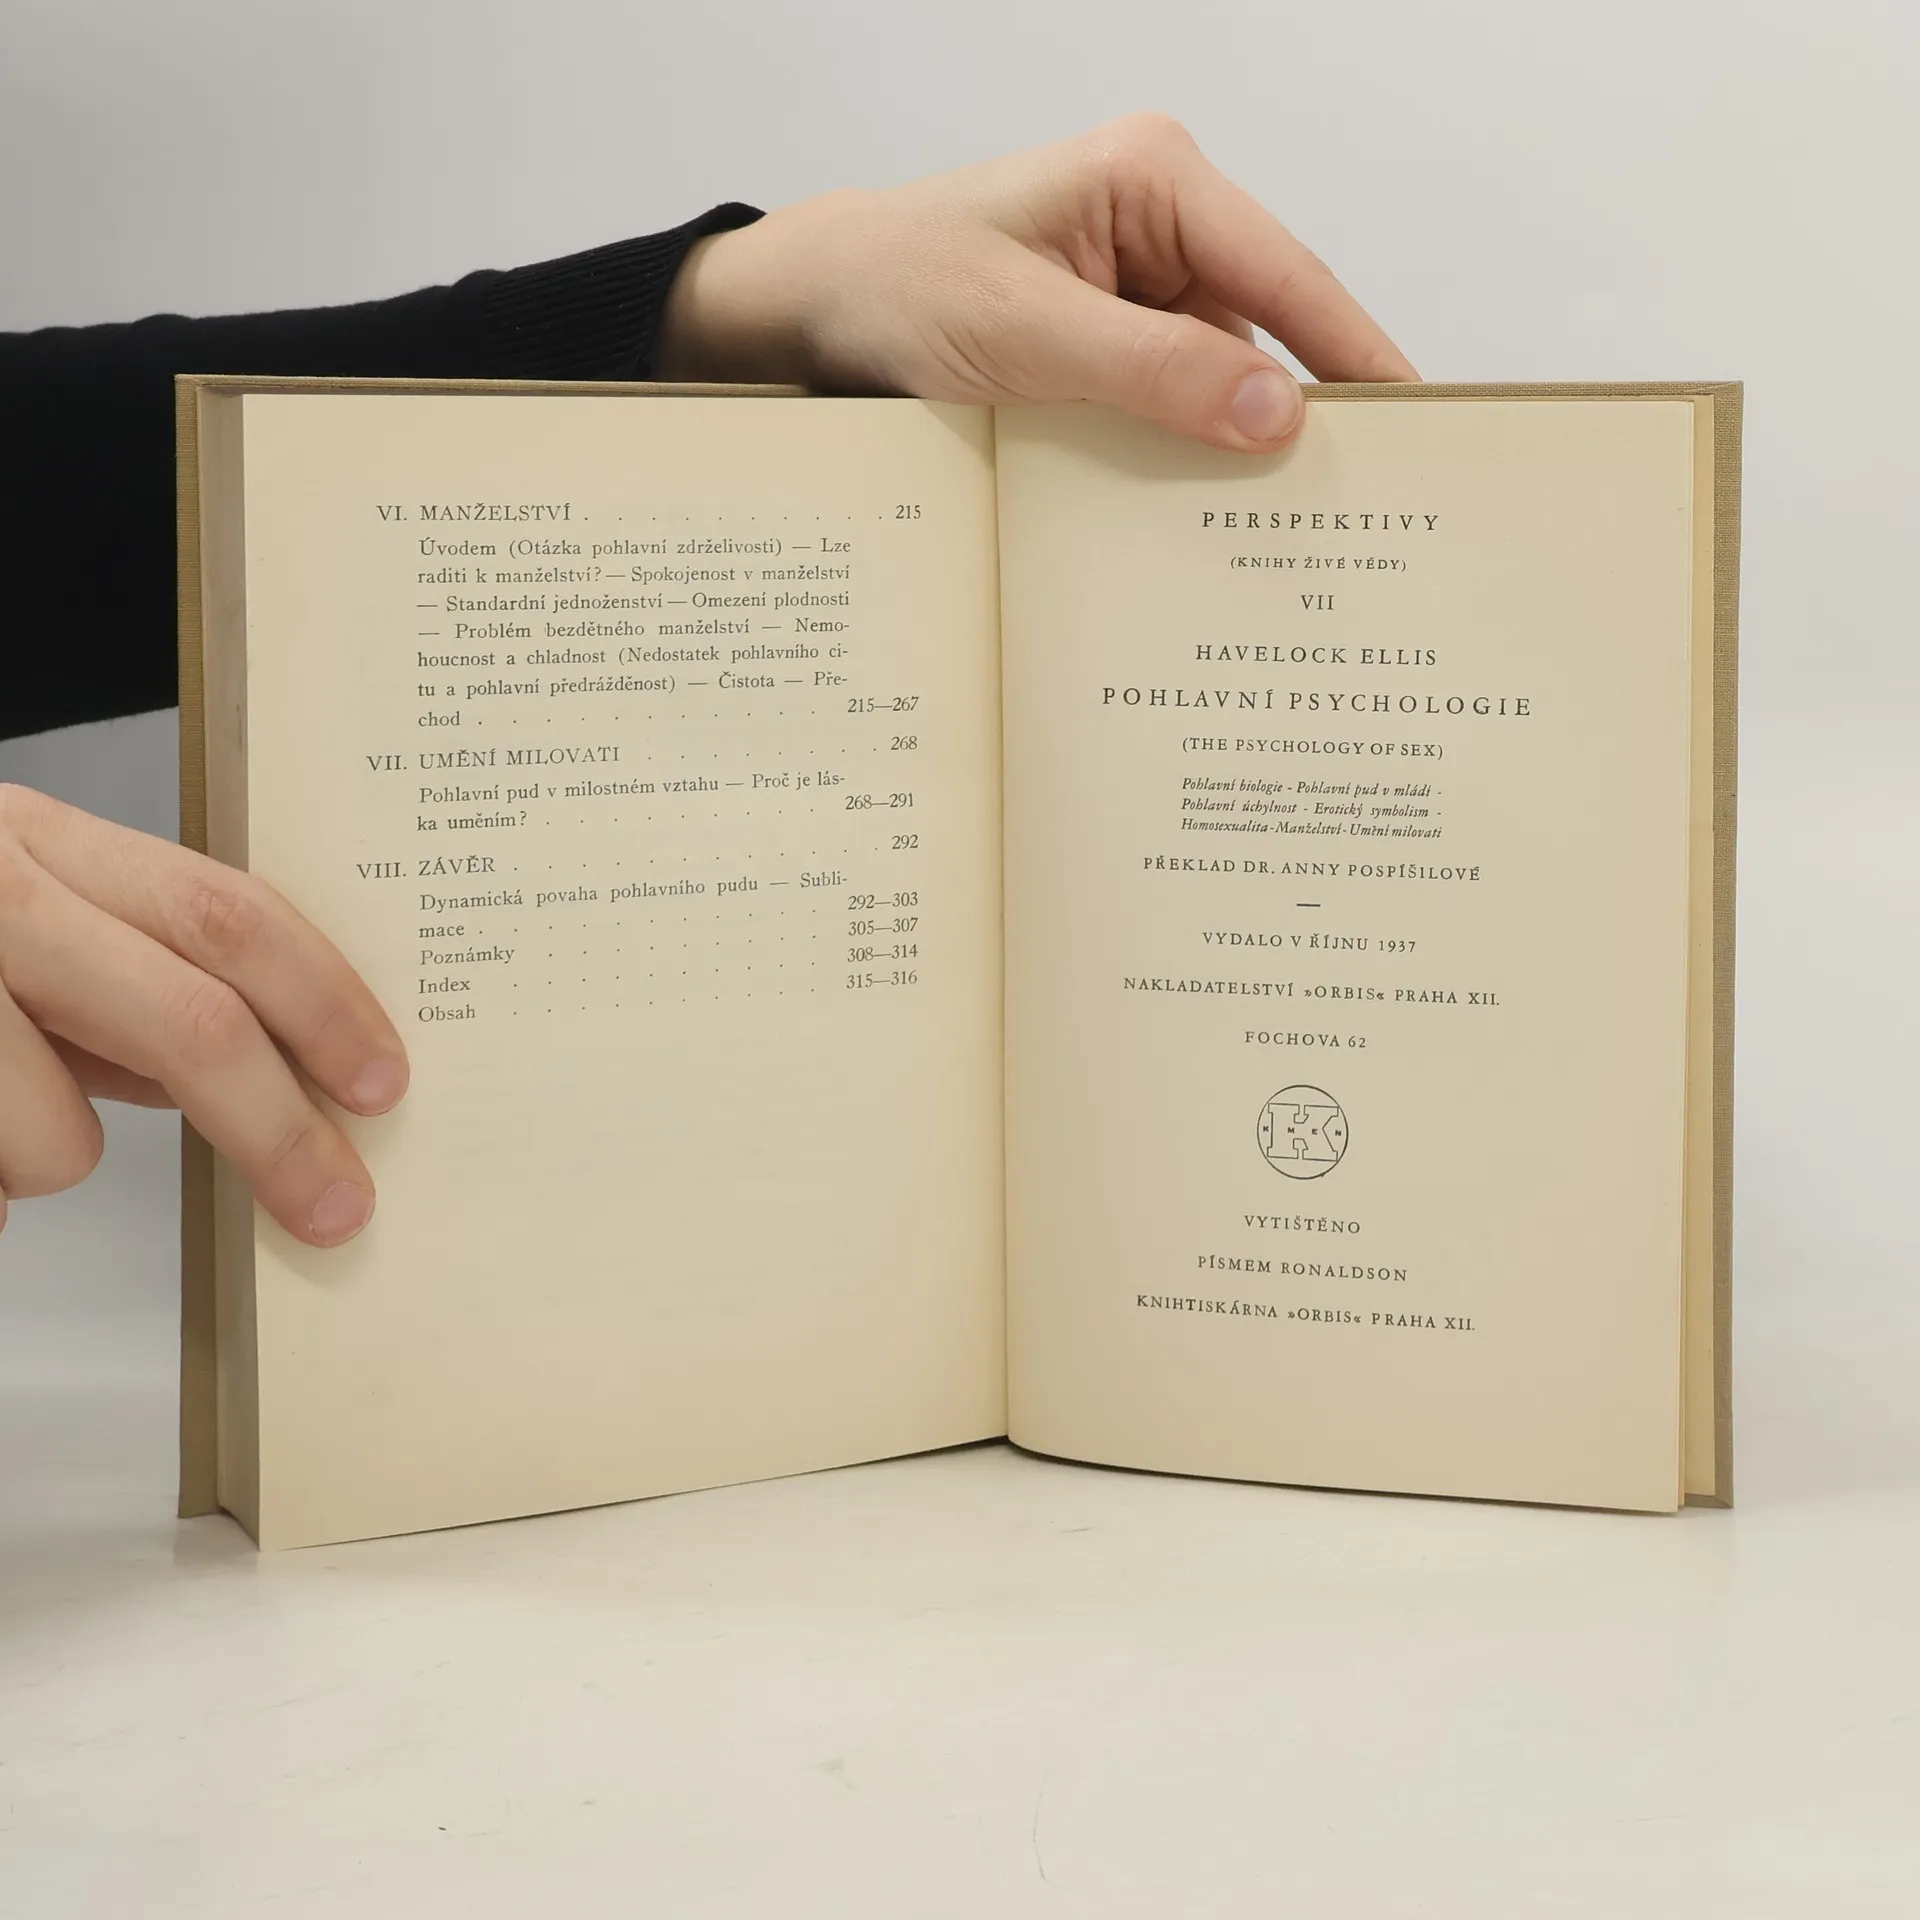 VI. MANŽELSTVÍ . . . . . . . . . . 215
Úvodem (Otázka pohlavní zdrželivosti) — Lze
raditi k manželství? — Spokojenost v manželství
— Standardní jednoženství — Omezení plodnosti
— Problém bezdětného manželství — Nemo-
houcnost a chladnost (Nedostatek pohlavního ci-
tu a pohlavní předrážděnost) — Čistota — Pře-
chod . . . . . . . . . . . 215—267
VII. UMĚNÍ MILOVATI . . . . . . . . 268
Pohlavní pud v milostném vztahu — Proč je lás-
ka uměním? . . . . . . . . . 268—291
VIII. ZÁVĚR . . . . . . . . . . . . 292
Dynamická povaha pohlavního pudu — Subli-
mace . . . . . . . . . . . 292—303
Poznámky . . . . . . . . . 305—307
Index . . . . . . . . . . 308—314
Obsah . . . . . . . . . . 315—316
PERSPEKTIVY
(KNIHY ŽIVÉ VĚDY)
VII
HAVELOCK ELLIS
POHLAVNÍ PSYCHOLOGIE
(THE PSYCHOLOGY OF SEX)
Pohlavní biologie - Pohlavní pud v mládí -
Pohlavní úchylnost - Erotický symbolism -
Homosexualita - Manželství - Umění milovati
PŘEKLAD DR. ANNY POSPÍŠILOVÉ
—
VYDALO V ŘÍJNU 1937
NAKLADATELSTVÍ »ORBIS« PRAHA XII.
FOCHOVA 62
K
KMEN
VYTIŠTĚNO
PÍSMEM RONALDSON
KNIHTISKÁRNA »ORBIS« PRAHA XII.